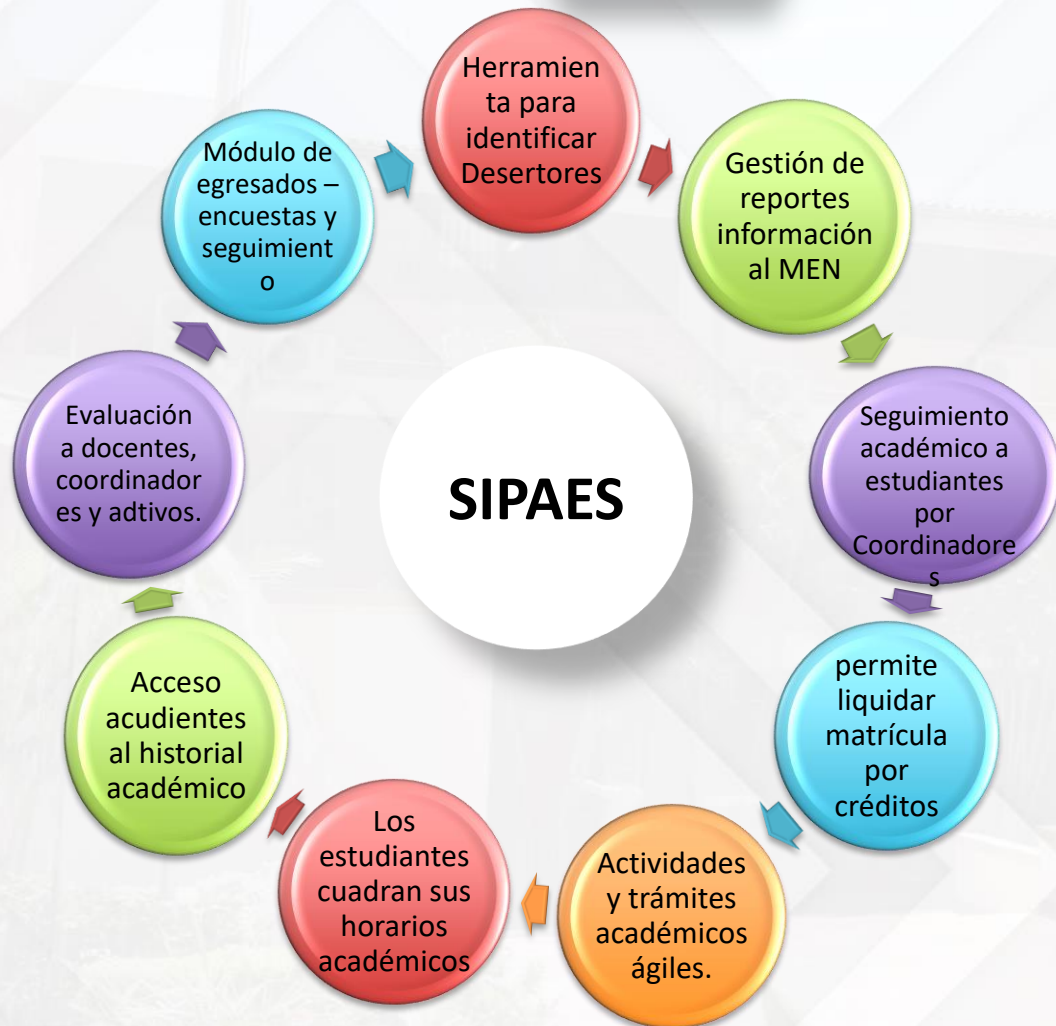 Herramien
ta para
identificar
Desertores
Gestión de
reportes
información
al MEN
Seguimiento
académico a
estudiantes
por
Coordinadore
s
permite
liquidar
matrícula
por
créditos
Actividades
y trámites
académicos
ágiles.
Los
estudiantes
cuadran sus
horarios
académicos
Acceso
acudientes
al historial
académico
Evaluación
a docentes,
coordinador
es y adtivos.
Módulo de
egresados –
encuestas y
seguimient
o
SIPAES